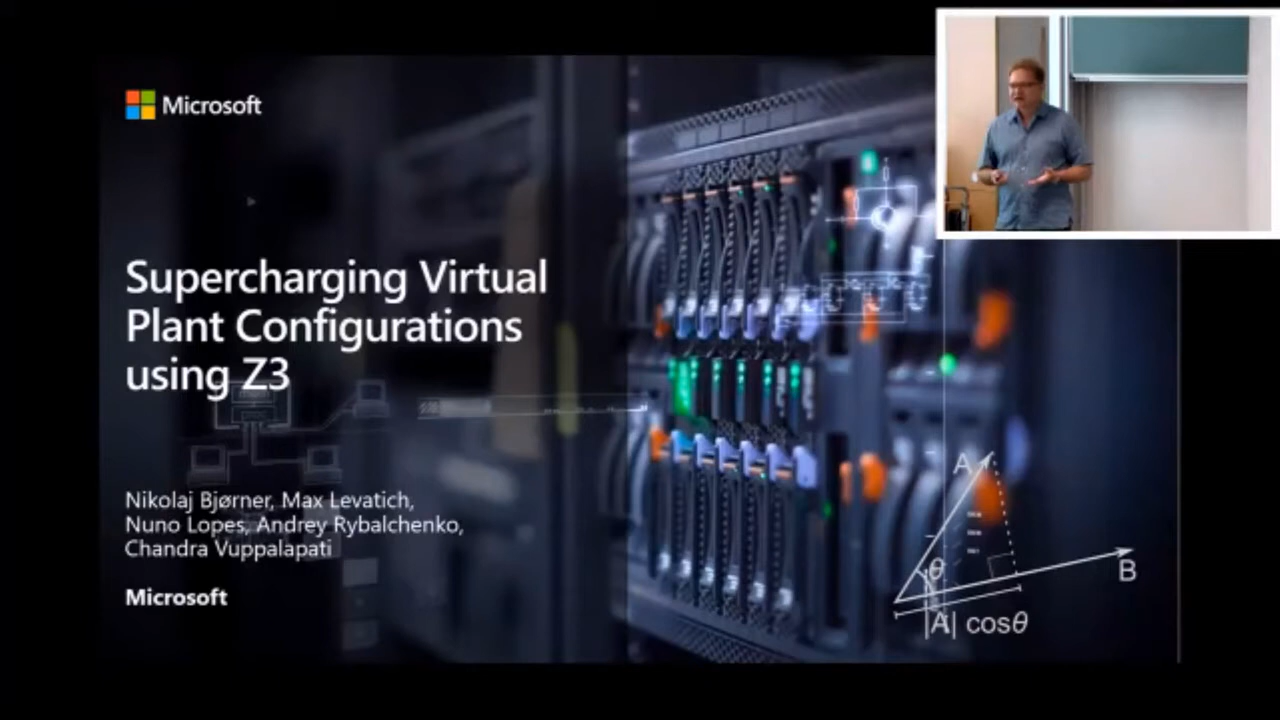 Microsoft
Supercharging Virtual
Plant Configurations
using Z3
Nikolaj Bjørner, Max Levatich,
Nuno Lopes, Andrey Rybalchenko,
Chandra Vuppalapati
Microsoft
A
θ
B
|A| cosθ